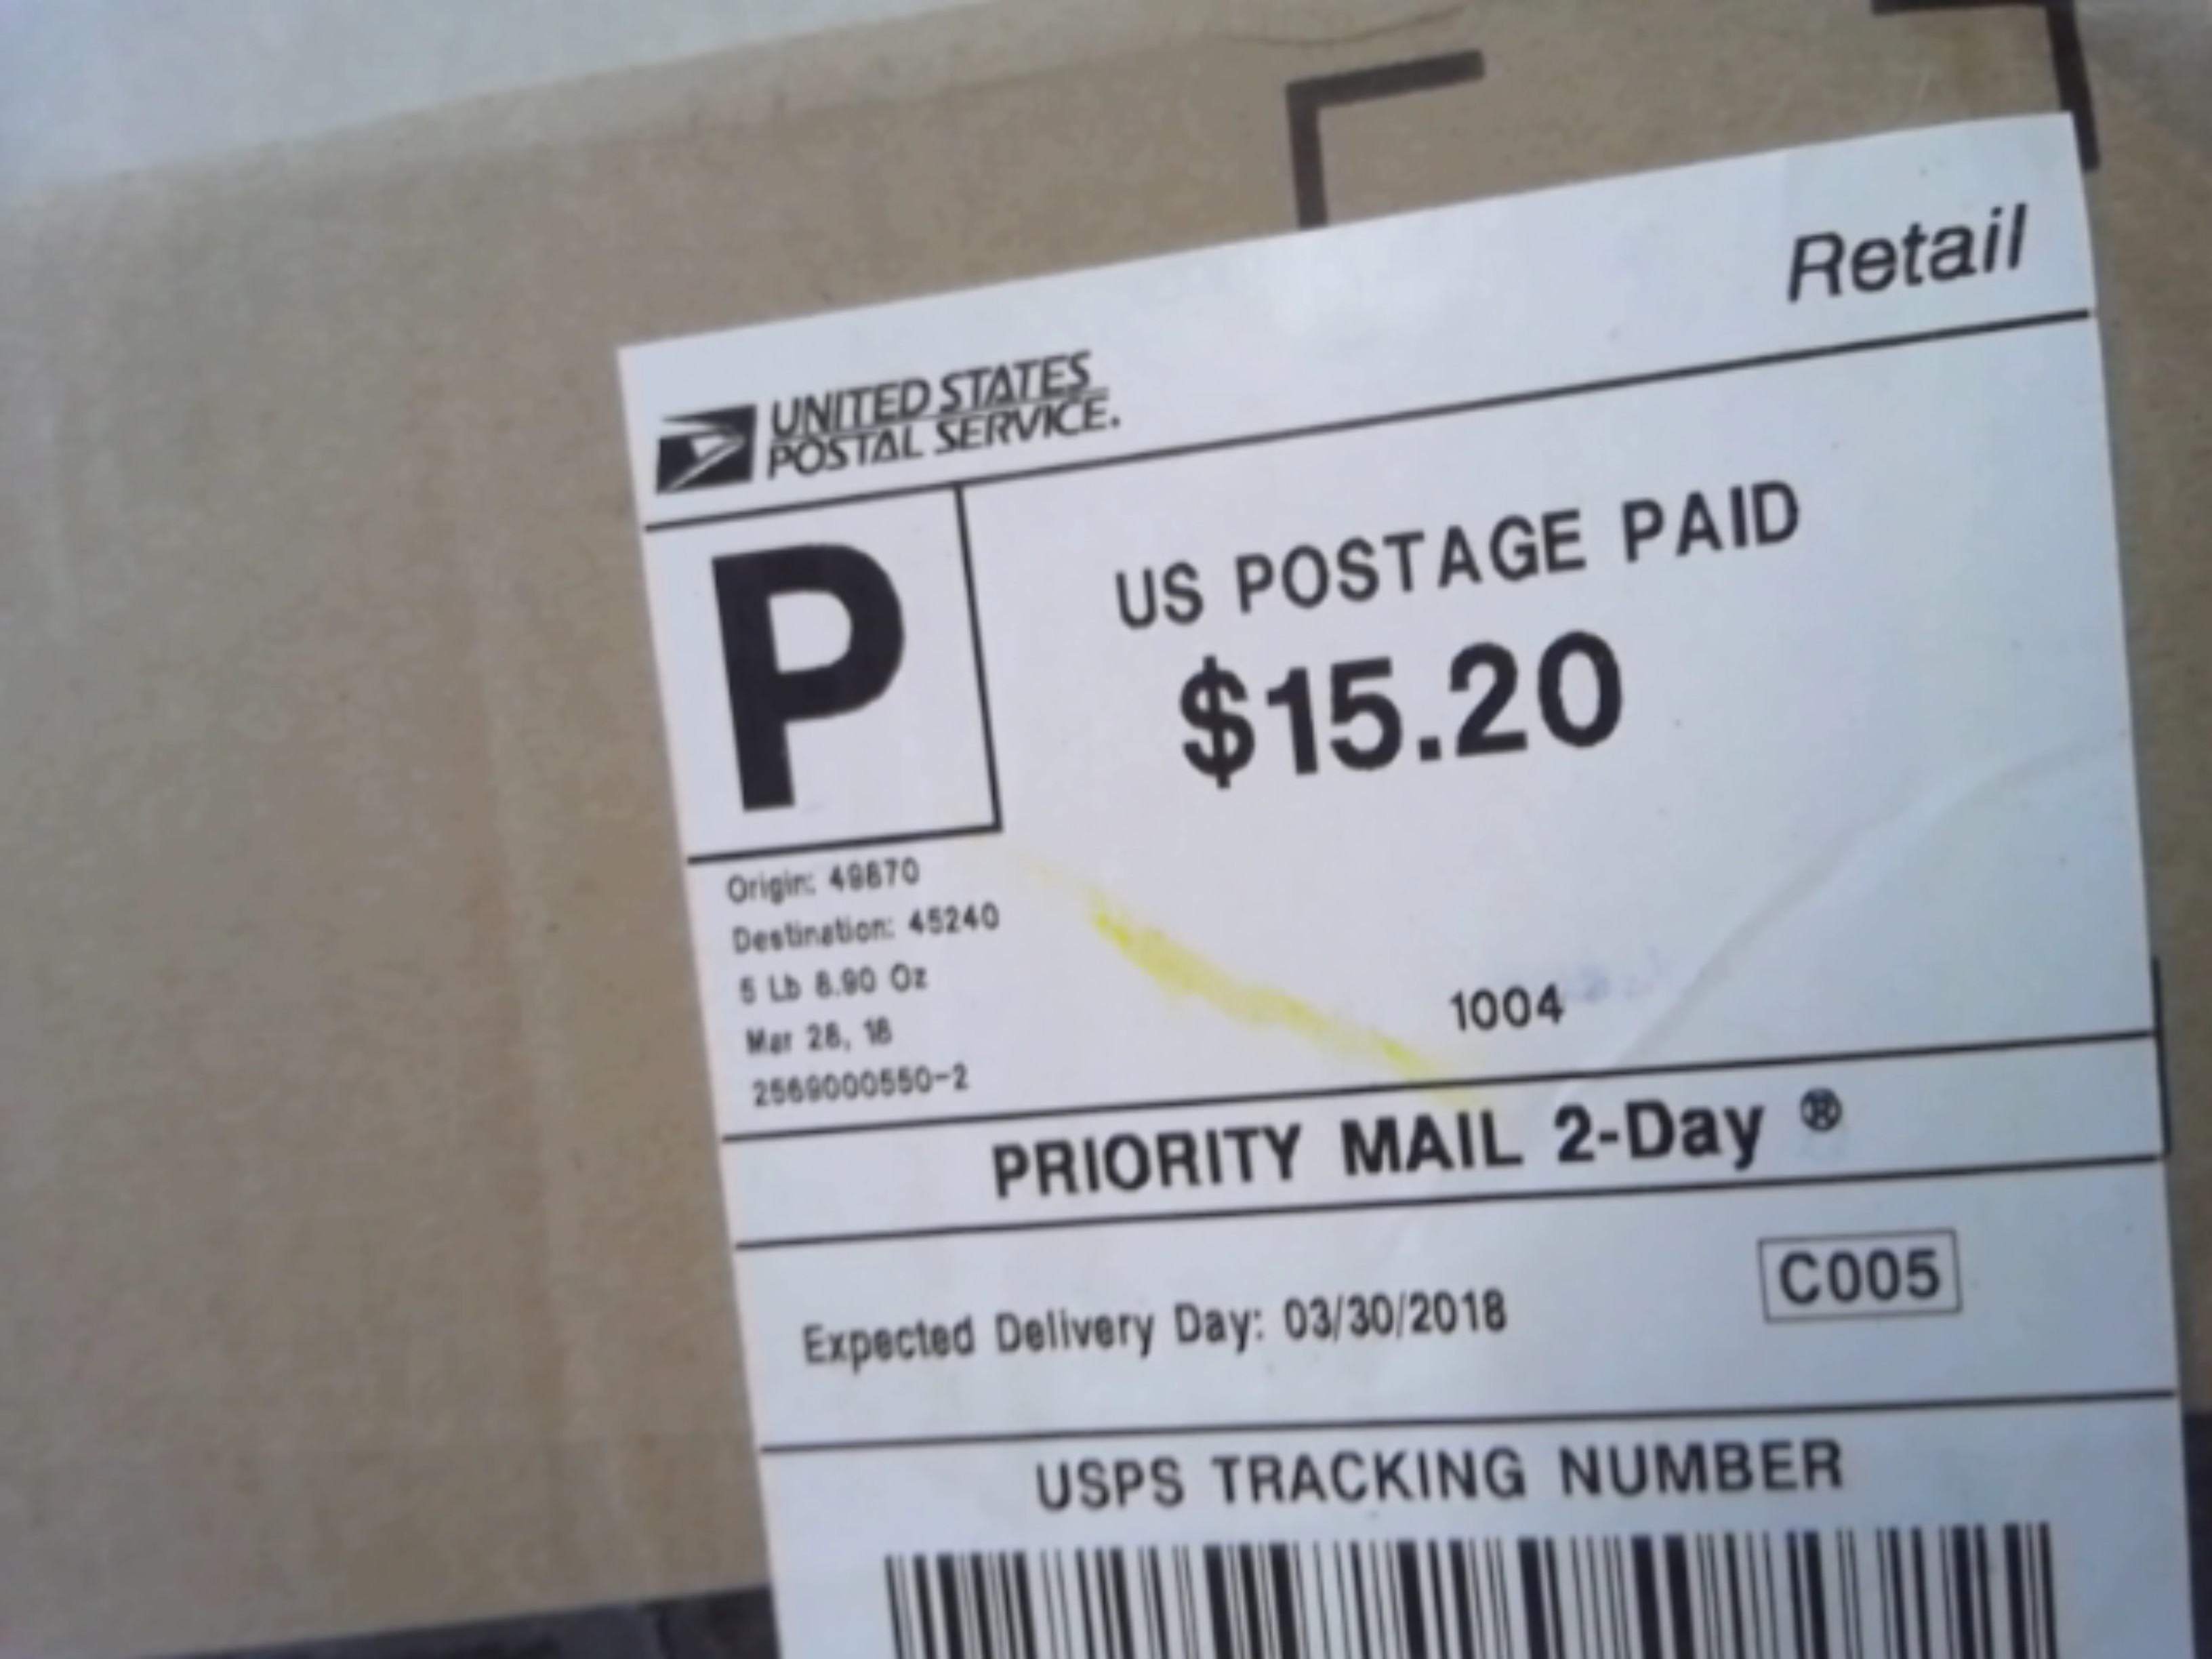 Retail
UNITED STATES
POSTAL SERVICE.
P
US POSTAGE PAID
$15.20
Origin: 49870
Destination: 45240
5 Lb 8.90 Oz
Mar 28, 18
2569000550-2
1004
PRIORITY MAIL 2-Day ®
C005
Expected Delivery Day: 03/30/2018
USPS TRACKING NUMBER